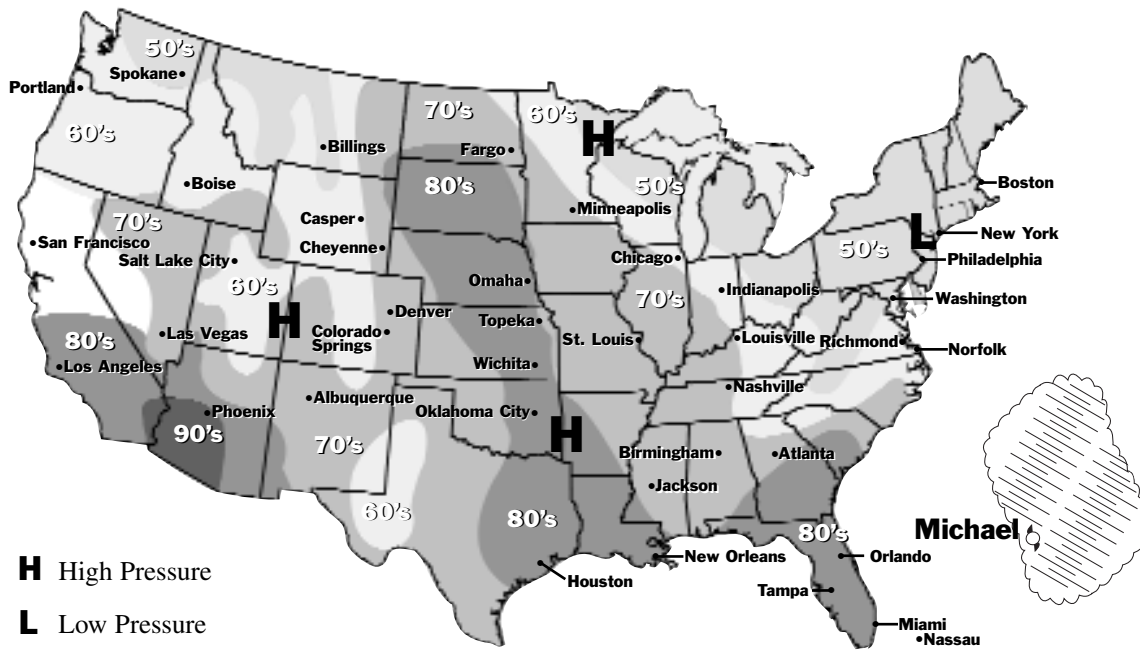 50's
Spokane
Portland
70's
60's
H
60's
Billings
Fargo
Boise
80's
50's
Boston
Casper
Minneapolis
70's
L
New York
San Francisco
Cheyenne
50's
Salt Lake City
Chicago
Philadelphia
60's
Omaha
Indianapolis
70's
Washington
H
Denver
Topeka
80's
Las Vegas
Colorado
Springs
St. Louis
Louisville
Richmond
Norfolk
Los Angeles
Wichita
Nashville
Albuquerque
Phoenix
Oklahoma City
90's
H
70's
Birmingham
Atlanta
Jackson
60's
80's
80's
Michael
New Orleans
Orlando
H High Pressure
Houston
Tampa
L Low Pressure
Miami
Nassau